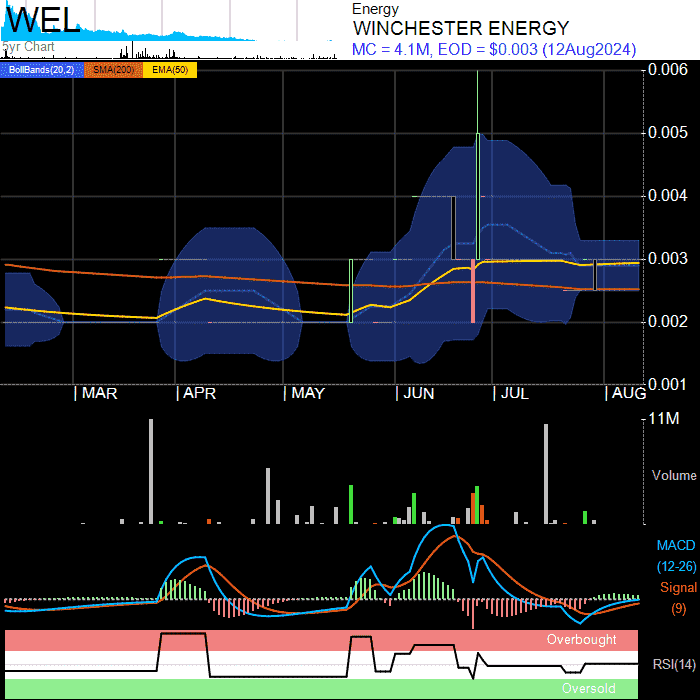 WEL
5yr Chart
Energy
WINCHESTER ENERGY
MC = 4.1M, EOD = $0.003 (12Aug2024)
BollBands(20,2) SMA(200) EMA(50)
0.006
0.005
0.004
0.003
0.002
0.001
MAR APR MAY JUN JUL AUG
11M
Volume
MACD
(12-26)
Signal
(9)
Overbought
RSI(14)
Oversold